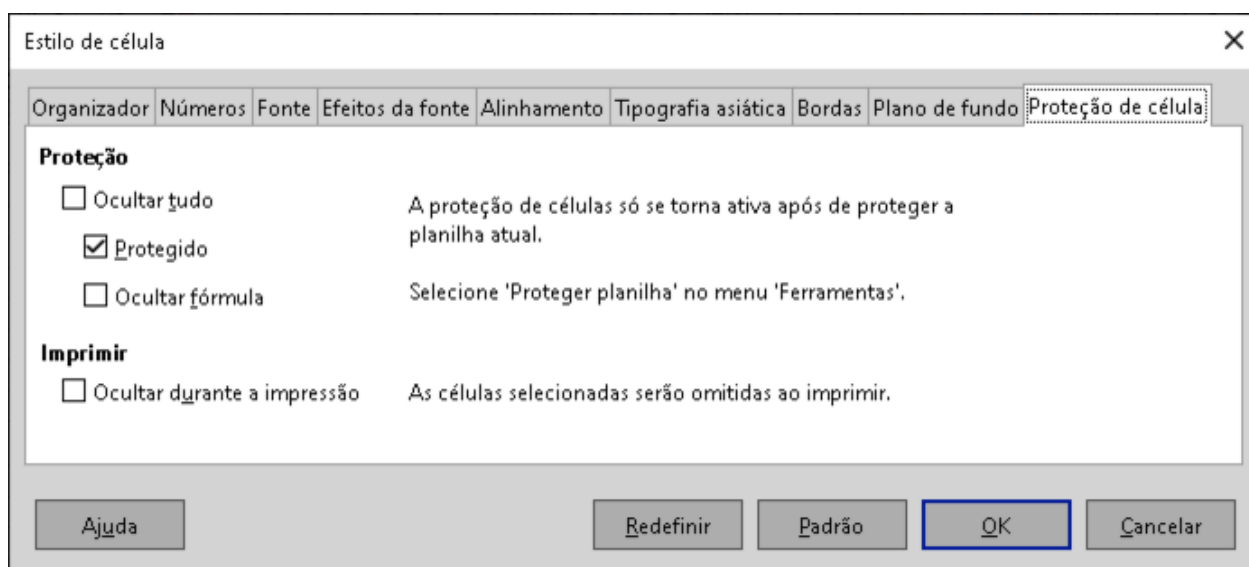 Estilo de célula
Organizador Números Fonte Efeitos da fonte Alinhamento Tipografia asiática Bordas Plano de fundo Proteção de célula
Proteção
Ocultar tudo
A proteção de células só se torna ativa após de proteger a
planilha atual.
Protegido
Ocultar fórmula
Selecione 'Proteger planilha' no menu 'Ferramentas'.
Imprimir
Ocultar durante a impressão
As células selecionadas serão omitidas ao imprimir.
Ajuda Redefinir Padrão OK Cancelar